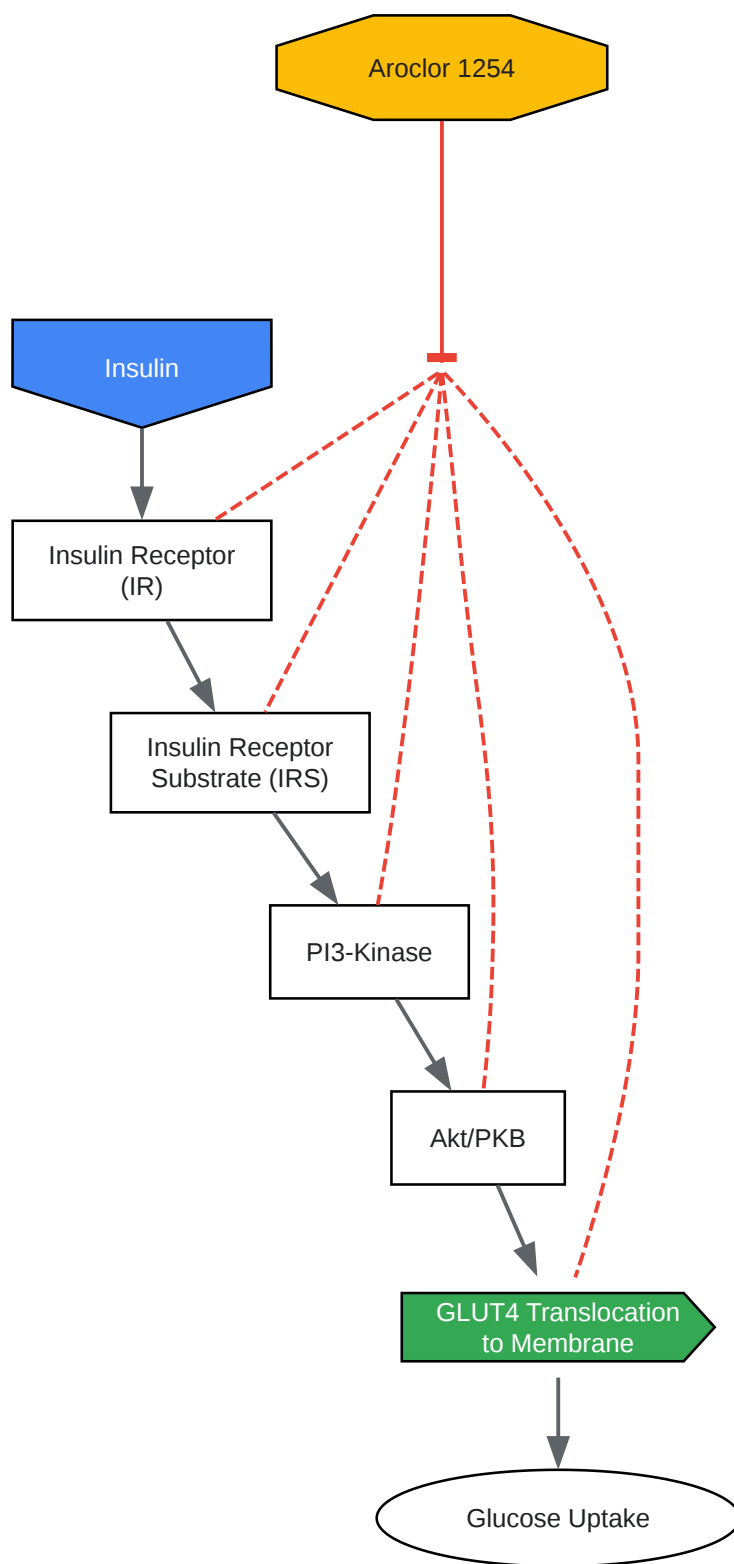 Aroclor 1254
Insulin
Insulin Receptor
(IR)
Insulin Receptor
Substrate (IRS)
PI3-Kinase
Akt/PKB
GLUT4 Translocation
to Membrane
Glucose Uptake